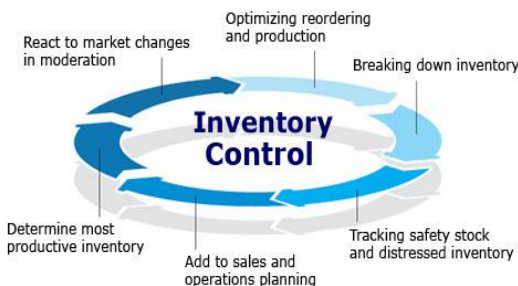 Optimizing reordering
and production
React to market changes
in moderation
Breaking down inventory
Inventory
Control
Determine most
productive inventory
Tracking safety stock
and distressed inventory
Add to sales and
operations planning